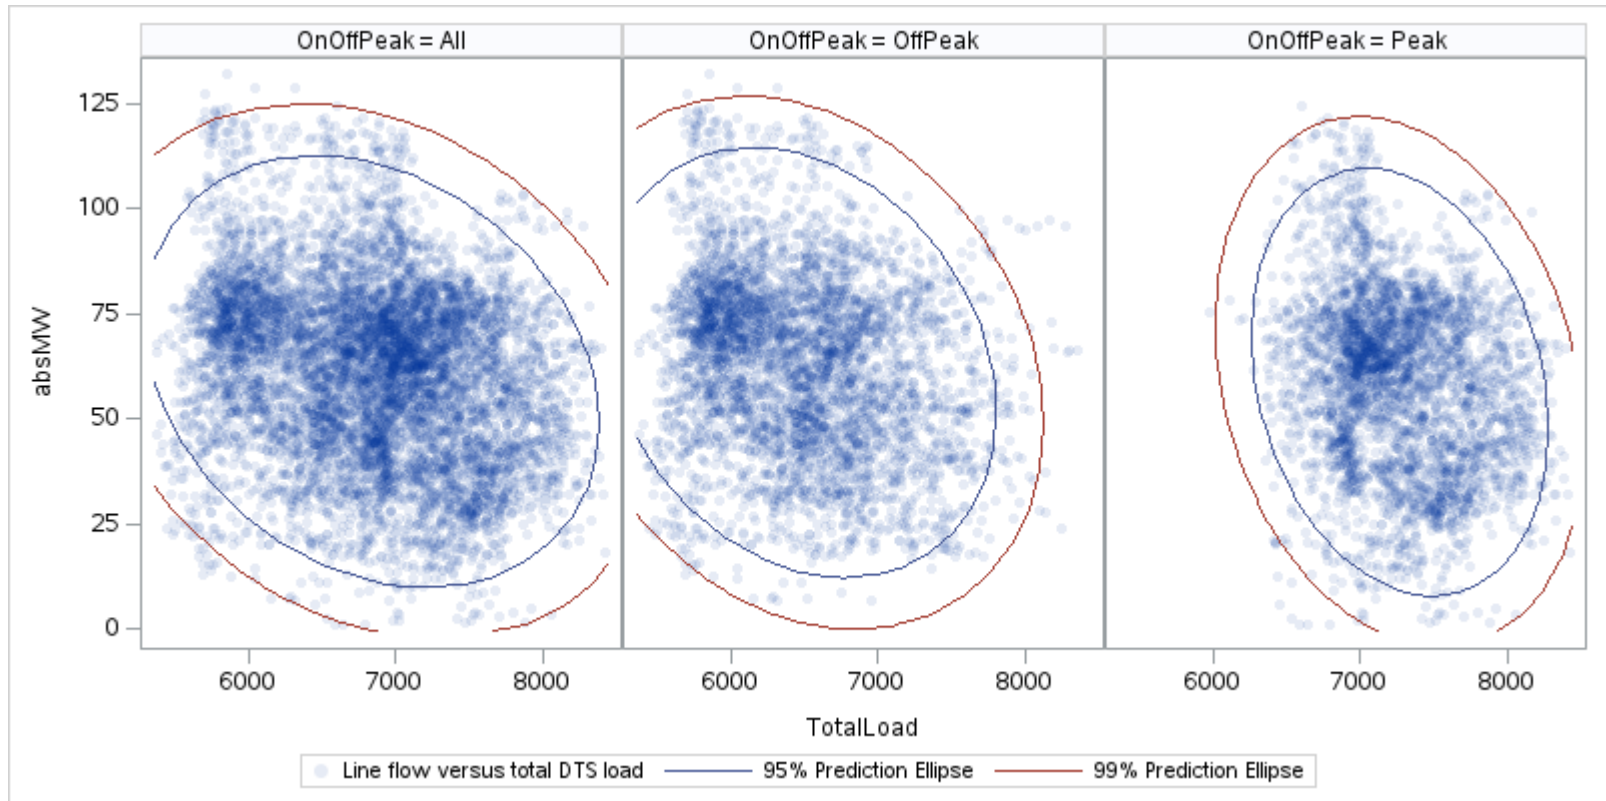 OnOffPeak = All
OnOffPeak = OffPeak
OnOffPeak = Peak
125
100
75
50
25
0
absMW
6000 7000 8000
6000 7000 8000
6000 7000 8000
TotalLoad
Line flow versus total DTS load
95% Prediction Ellipse
99% Prediction Ellipse